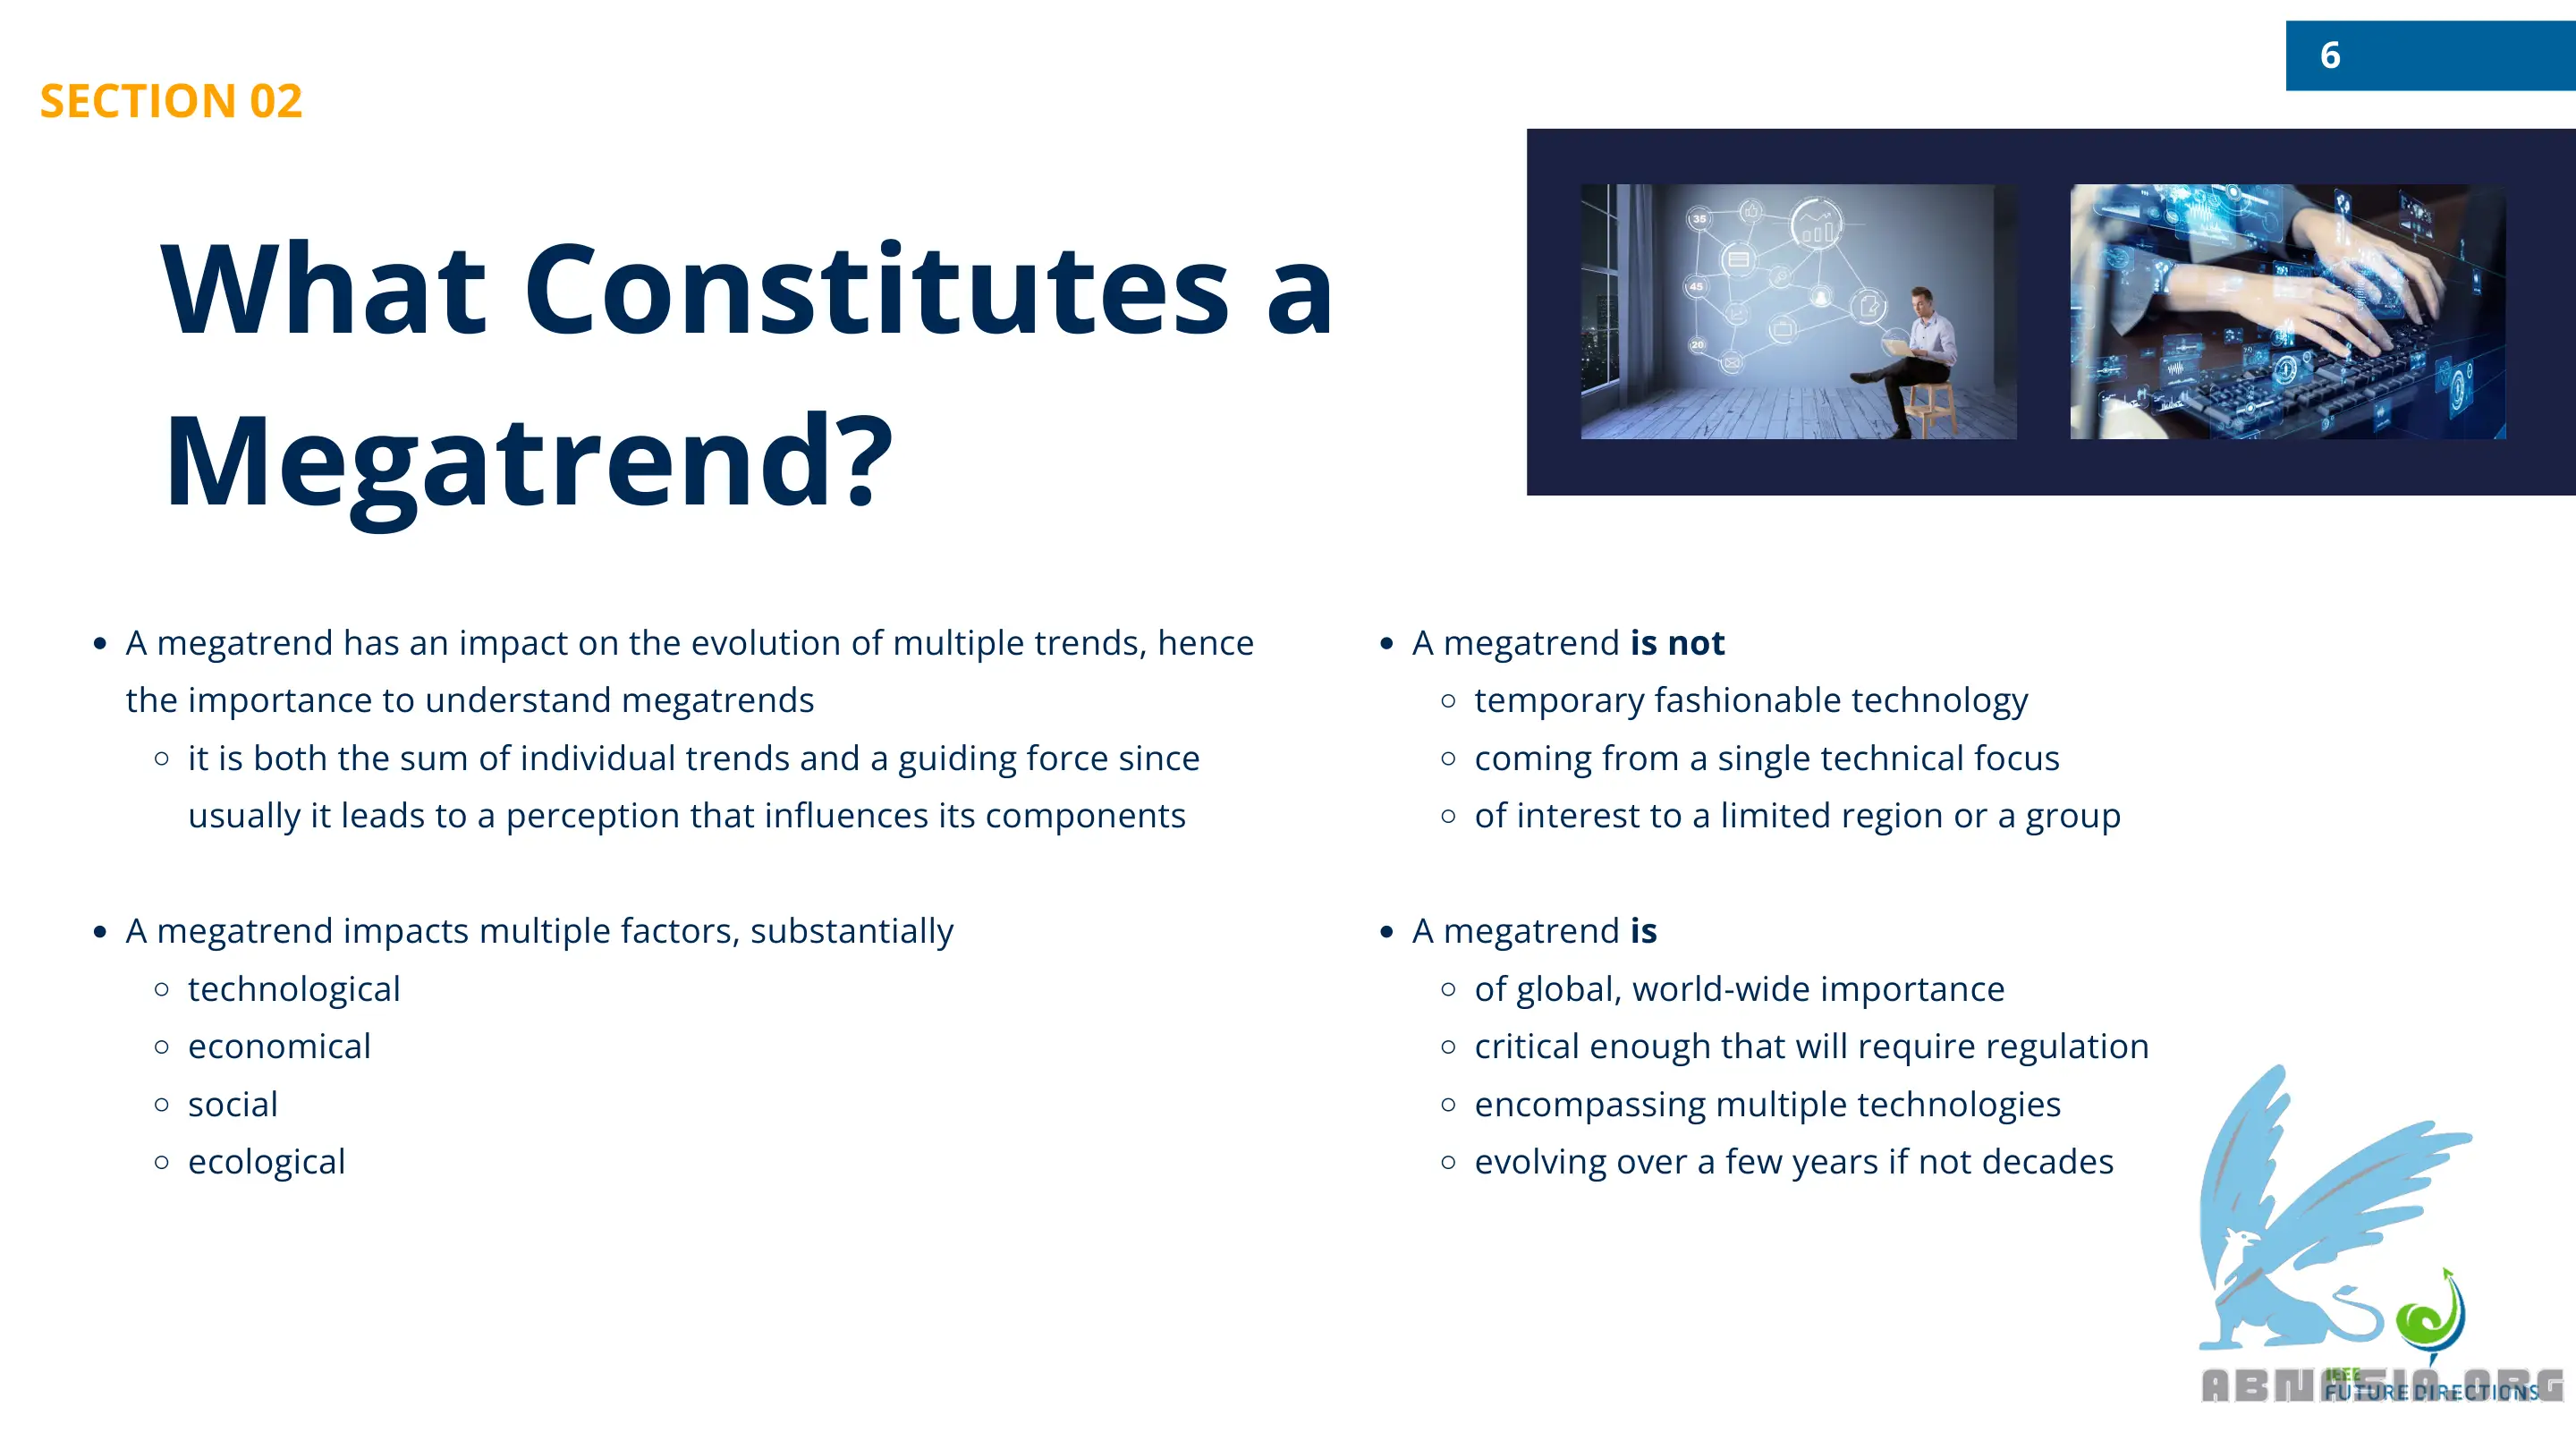 6
SECTION 02
What Constitutes a
Megatrend?
35
45
20
• A megatrend has an impact on the evolution of multiple trends, hence
the importance to understand megatrends
○ it is both the sum of individual trends and a guiding force since
usually it leads to a perception that influences its components
• A megatrend impacts multiple factors, substantially
○ technological
○ economical
○ social
○ ecological
• A megatrend is not
○ temporary fashionable technology
○ coming from a single technical focus
○ of interest to a limited region or a group
• A megatrend is
○ of global, world-wide importance
○ critical enough that will require regulation
○ encompassing multiple technologies
○ evolving over a few years if not decades
IEEE
FUTURE DIRECTIONS
ABNASIA.ORG